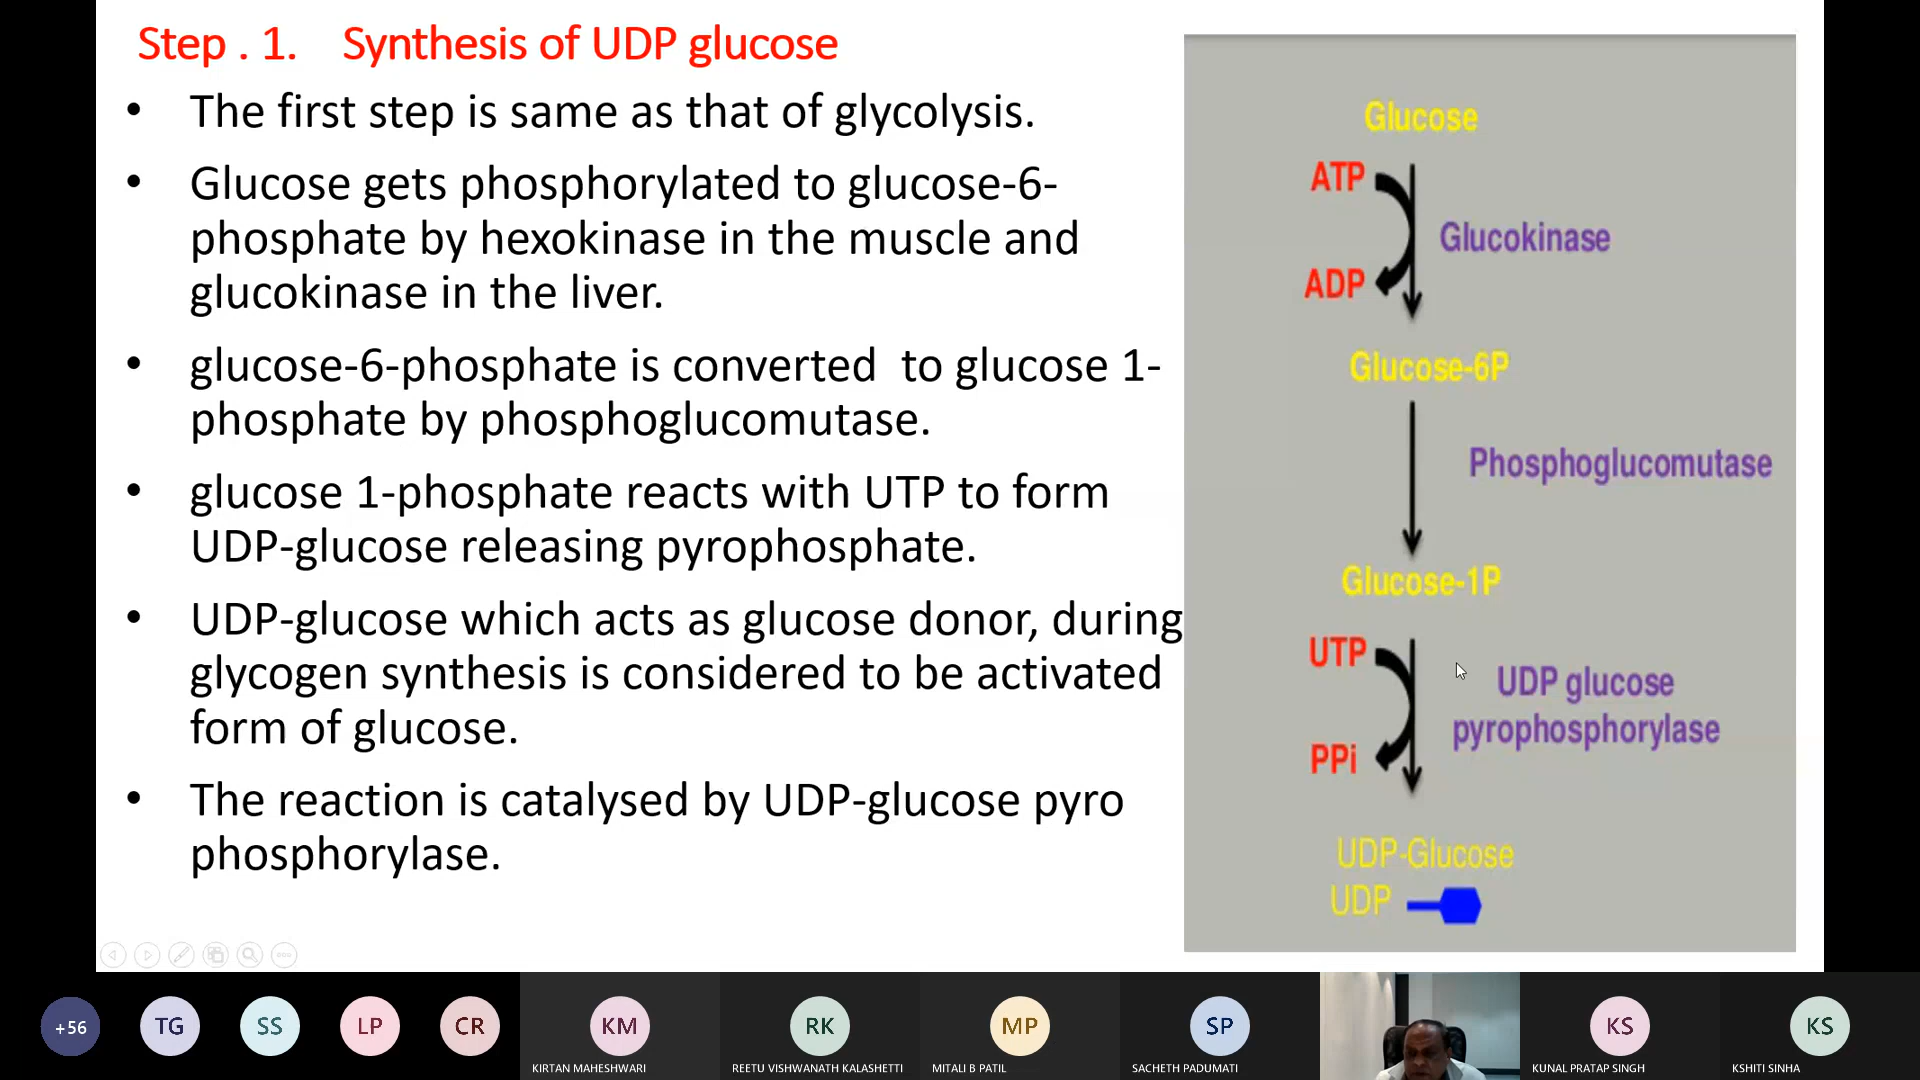 Step . 1. Synthesis of UDP glucose
• The first step is same as that of glycolysis.
• Glucose gets phosphorylated to glucose-6-
phosphate by hexokinase in the muscle and
glucokinase in the liver.
• glucose-6-phosphate is converted to glucose 1-
phosphate by phosphoglucomutase.
• glucose 1-phosphate reacts with UTP to form
UDP-glucose releasing pyrophosphate.
• UDP-glucose which acts as glucose donor, during
glycogen synthesis is considered to be activated
form of glucose.
• The reaction is catalysed by UDP-glucose pyro
phosphorylase.
Glucose
ATP
Glucokinase
ADP
Glucose-6P
Phosphoglucomutase
Glucose-1P
UTP
UDP glucose
pyrophosphorylase
PPi
UDP-Glucose
UDP
+56
TG
SS
LP
CR
KM
KIRTAN MAHESHWARI
RK
REETU VISHWANATH KALASHETTI
MP
MITALI B PATIL
SP
SACHETH PADUMATI
KS
KUNAL PRATAP SINGH
KS
KSHITI SINHA